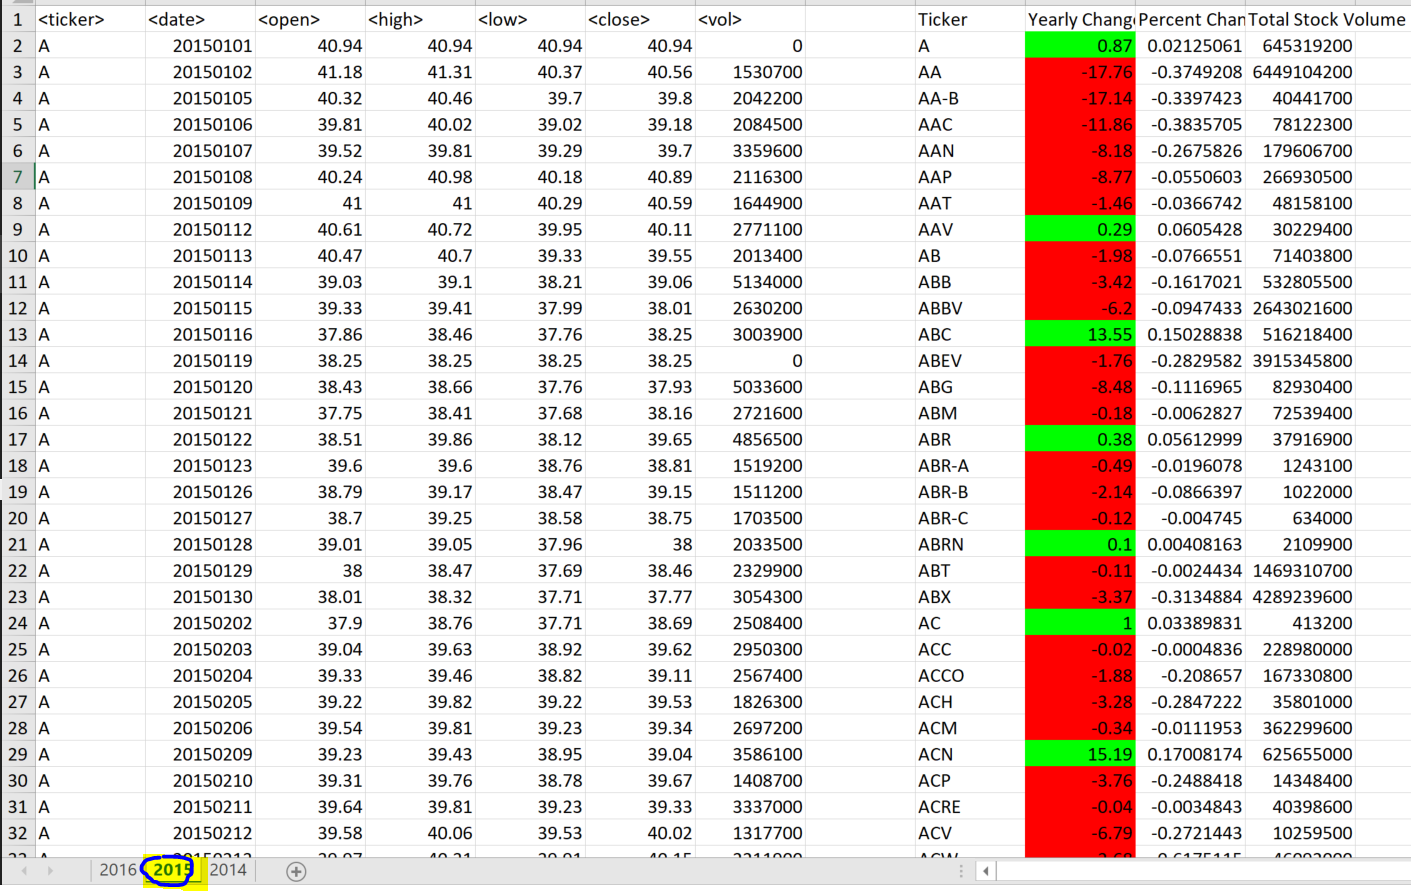 1 <ticker> <date> <open> <high> <low> <close> <vol> Ticker Yearly Chang Percent Chan Total Stock Volume
2 A 20150101 40.94 40.94 40.94 40.94 0 A 0.87 0.02125061 645319200
3 A 20150102 41.18 41.31 40.37 40.56 1530700 AA -17.76 -0.3749208 6449104200
4 A 20150105 40.32 40.46 39.7 39.8 2042200 AA-B -17.14 -0.3397423 40441700
5 A 20150106 39.81 40.02 39.02 39.18 2084500 AAC -11.86 -0.3835705 78122300
6 A 20150107 39.52 39.81 39.29 39.7 3359600 AAN -8.18 -0.2675826 179606700
7 A 20150108 40.24 40.98 40.18 40.89 2116300 AAP -8.77 -0.0550603 266930500
8 A 20150109 41 41 40.29 40.59 1644900 AAT -1.46 -0.0366742 48158100
9 A 20150112 40.61 40.72 39.95 40.11 2771100 AAV 0.29 0.0605428 30229400
10 A 20150113 40.47 40.7 39.33 39.55 2013400 AB -1.98 -0.0766551 71403800
11 A 20150114 39.03 39.1 38.21 39.06 5134000 ABB -3.42 -0.1617021 532805500
12 A 20150115 39.33 39.41 37.99 38.01 2630200 ABBV -6.2 -0.0947433 2643021600
13 A 20150116 37.86 38.46 37.76 38.25 3003900 ABC 13.55 0.15028838 516218400
14 A 20150119 38.25 38.25 38.25 38.25 0 ABEV -1.76 -0.2829582 3915345800
15 A 20150120 38.43 38.66 37.76 37.93 5033600 ABG -8.48 -0.1116965 82930400
16 A 20150121 37.75 38.41 37.68 38.16 2721600 ABM -0.18 -0.0062827 72539400
17 A 20150122 38.51 39.86 38.12 39.65 4856500 ABR 0.38 0.05612999 37916900
18 A 20150123 39.6 39.6 38.76 38.81 1519200 ABR-A -0.49 -0.0196078 1243100
19 A 20150126 38.79 39.17 38.47 39.15 1511200 ABR-B -2.14 -0.0866397 1022000
20 A 20150127 38.7 39.25 38.58 38.75 1703500 ABR-C -0.12 -0.004745 634000
21 A 20150128 39.01 39.05 37.96 38 2033500 ABRN 0.1 0.00408163 2109900
22 A 20150129 38 38.47 37.69 38.46 2329900 ABT -0.11 -0.0024434 1469310700
23 A 20150130 38.01 38.32 37.71 37.77 3054300 ABX -3.37 -0.3134884 4289239600
24 A 20150202 37.9 38.76 37.71 38.69 2508400 AC 1 0.03389831 413200
25 A 20150203 39.04 39.63 38.92 39.62 2950300 ACC -0.02 -0.0004836 228980000
26 A 20150204 39.33 39.46 38.82 39.11 2567400 ACCO -1.88 -0.208657 167330800
27 A 20150205 39.22 39.82 39.22 39.53 1826300 ACH -3.28 -0.2847222 35801000
28 A 20150206 39.54 39.81 39.23 39.34 2697200 ACM -0.34 -0.0111953 362299600
29 A 20150209 39.23 39.43 38.95 39.04 3586100 ACN 15.19 0.17008174 625655000
30 A 20150210 39.31 39.76 38.78 39.67 1408700 ACP -3.76 -0.2488418 14348400
31 A 20150211 39.64 39.81 39.23 39.33 3337000 ACRE -0.04 -0.0034843 40398600
32 A 20150212 39.58 40.06 39.53 40.02 1317700 ACV -6.79 -0.2721443 10259500
2016 2015 2014